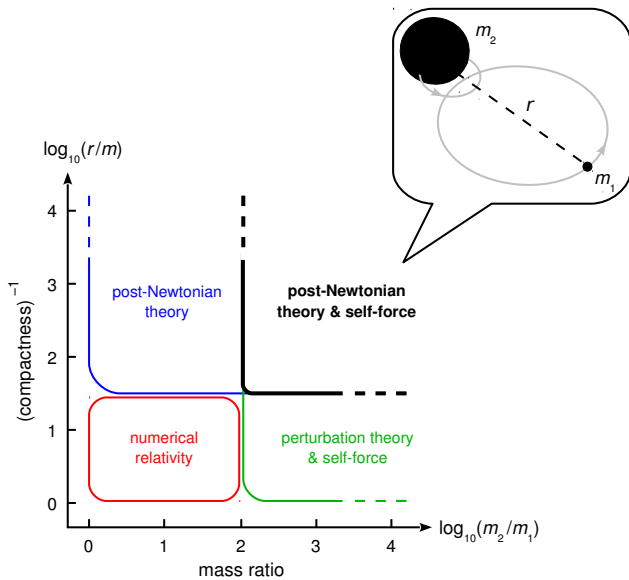 m₂
r
m₁
log₁₀(r/m)
4
3
2
1
0
(compactness)⁻¹
post-Newtonian
theory
post-Newtonian
theory & self-force
numerical
relativity
perturbation theory
& self-force
0
1
2
3
4
log₁₀(m₂/m₁)
mass ratio